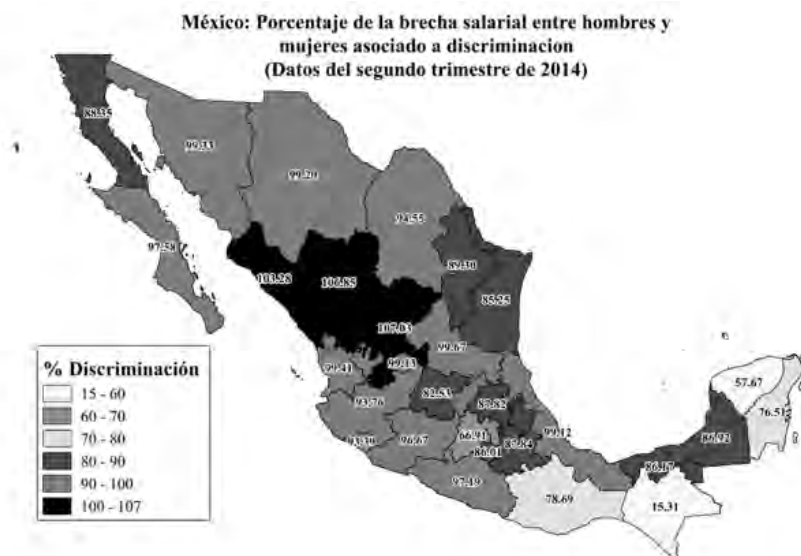 México: Porcentaje de la brecha salarial entre hombres y
mujeres asociado a discriminacion
(Datos del segundo trimestre de 2014)
88.35
99.33
99.20
94.55
97.58
89.30
103.28
106.85
85.25
107.03
99.67
99.41
99.13
82.53
93.76
87.82
93.39
96.67
66.91
87.84
99.12
86.01
97.19
78.69
57.67
76.51
86.92
86.17
15.31
% Discriminación
15 - 60
60 - 70
70 - 80
80 - 90
90 - 100
100 - 107